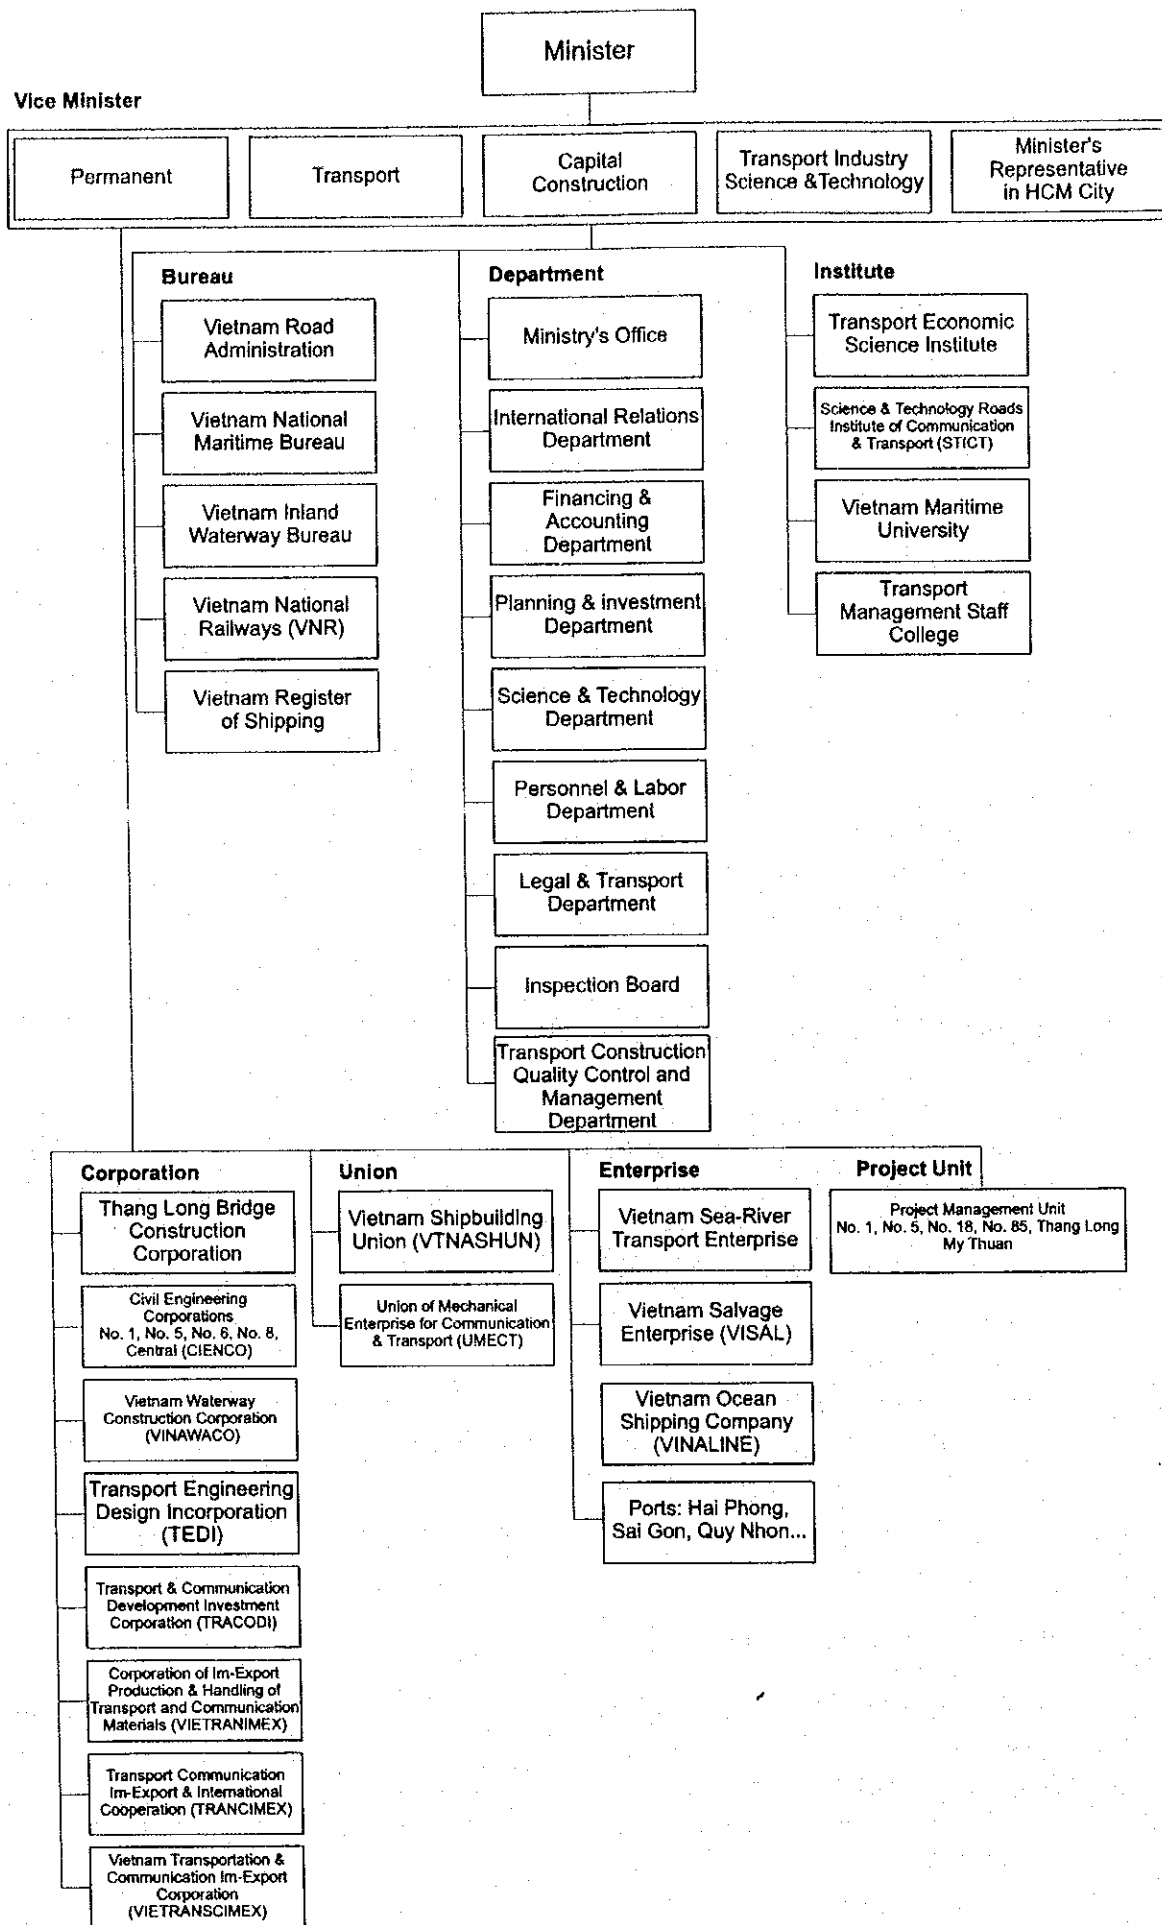 Minister
Vice Minister
Permanent
Transport
Capital
Construction
Transport Industry
Science &Technology
Minister's
Representative
in HCM City
Bureau
Vietnam Road
Administration
Vietnam National
Maritime Bureau
Vietnam Inland
Waterway Bureau
Vietnam National
Railways (VNR)
Vietnam Register
of Shipping
Department
Ministry's Office
International Relations
Department
Financing &
Accounting
Department
Planning & investment
Department
Science & Technology
Department
Personnel & Labor
Department
Legal & Transport
Department
Inspection Board
Transport Construction
Quality Control and
Management
Department
Institute
Transport Economic
Science Institute
Science & Technology Roads
Institute of Communication
& Transport (STICT)
Vietnam Maritime
University
Transport
Management Staff
College
Corporation
Thang Long Bridge
Construction
Corporation
Civil Engineering
Corporations
No. 1, No. 5, No. 6, No. 8,
Central (CIENCO)
Vietnam Waterway
Construction Corporation
(VINAWACO)
Transport Engineering
Design Incorporation
(TEDI)
Transport & Communication
Development Investment
Corporation (TRACODI)
Corporation of Im-Export
Production & Handling of
Transport and Communication
Materials (VIETRANIMEX)
Transport Communication
Im-Export & International
Cooperation (TRANCIMEX)
Vietnam Transportation &
Communication Im-Export
Corporation
(VIETRANSCIMEX)
Union
Vietnam Shipbuilding
Union (VTNASHUN)
Union of Mechanical
Enterprise for Communication
& Transport (UMECT)
Enterprise
Vietnam Sea-River
Transport Enterprise
Vietnam Salvage
Enterprise (VISAL)
Vietnam Ocean
Shipping Company
(VINALINE)
Ports: Hai Phong,
Sai Gon, Quy Nhon...
Project Unit
Project Management Unit
No. 1, No. 5, No. 18, No. 85, Thang Long
My Thuan